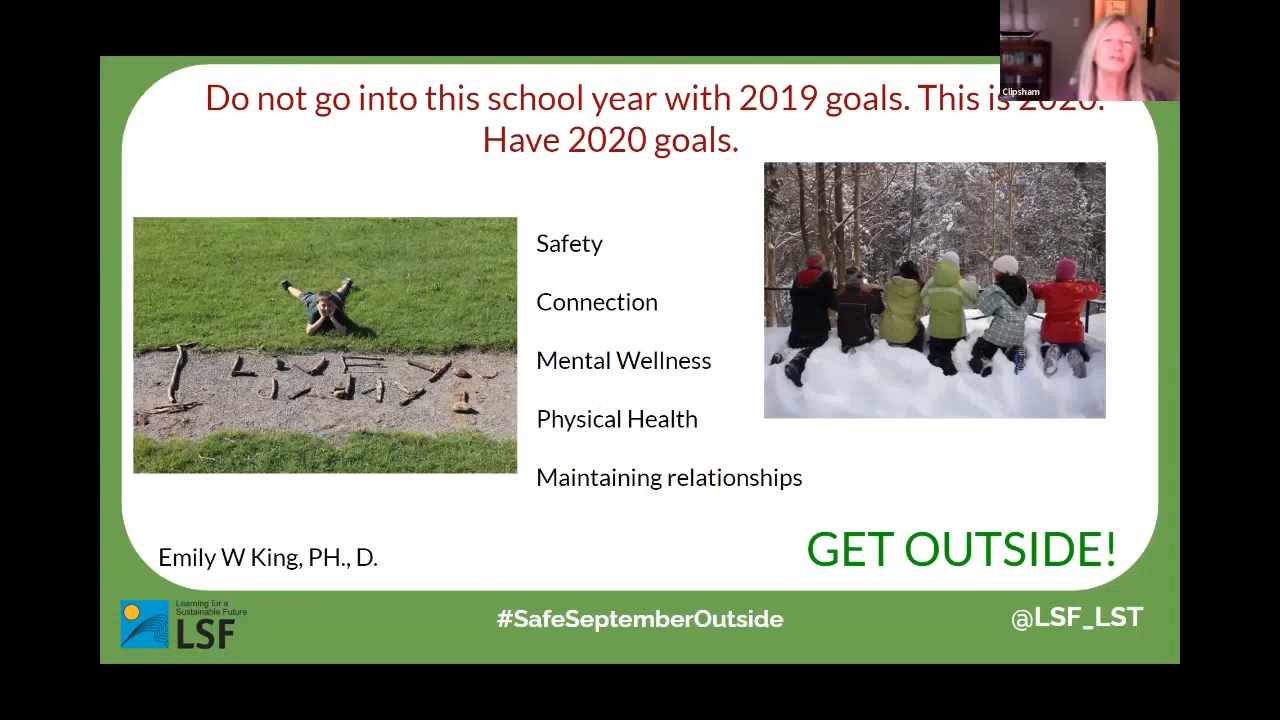 Do not go into this school year with 2019 goals. This is 2020.
Have 2020 goals.
Clipsham
Safety
Connection
Mental Wellness
Physical Health
Maintaining relationships
I LIVE
Emily W King, PH., D.
GET OUTSIDE!
Learning for a
Sustainable Future
LSF
#SafeSeptemberOutside
@LSF_LST